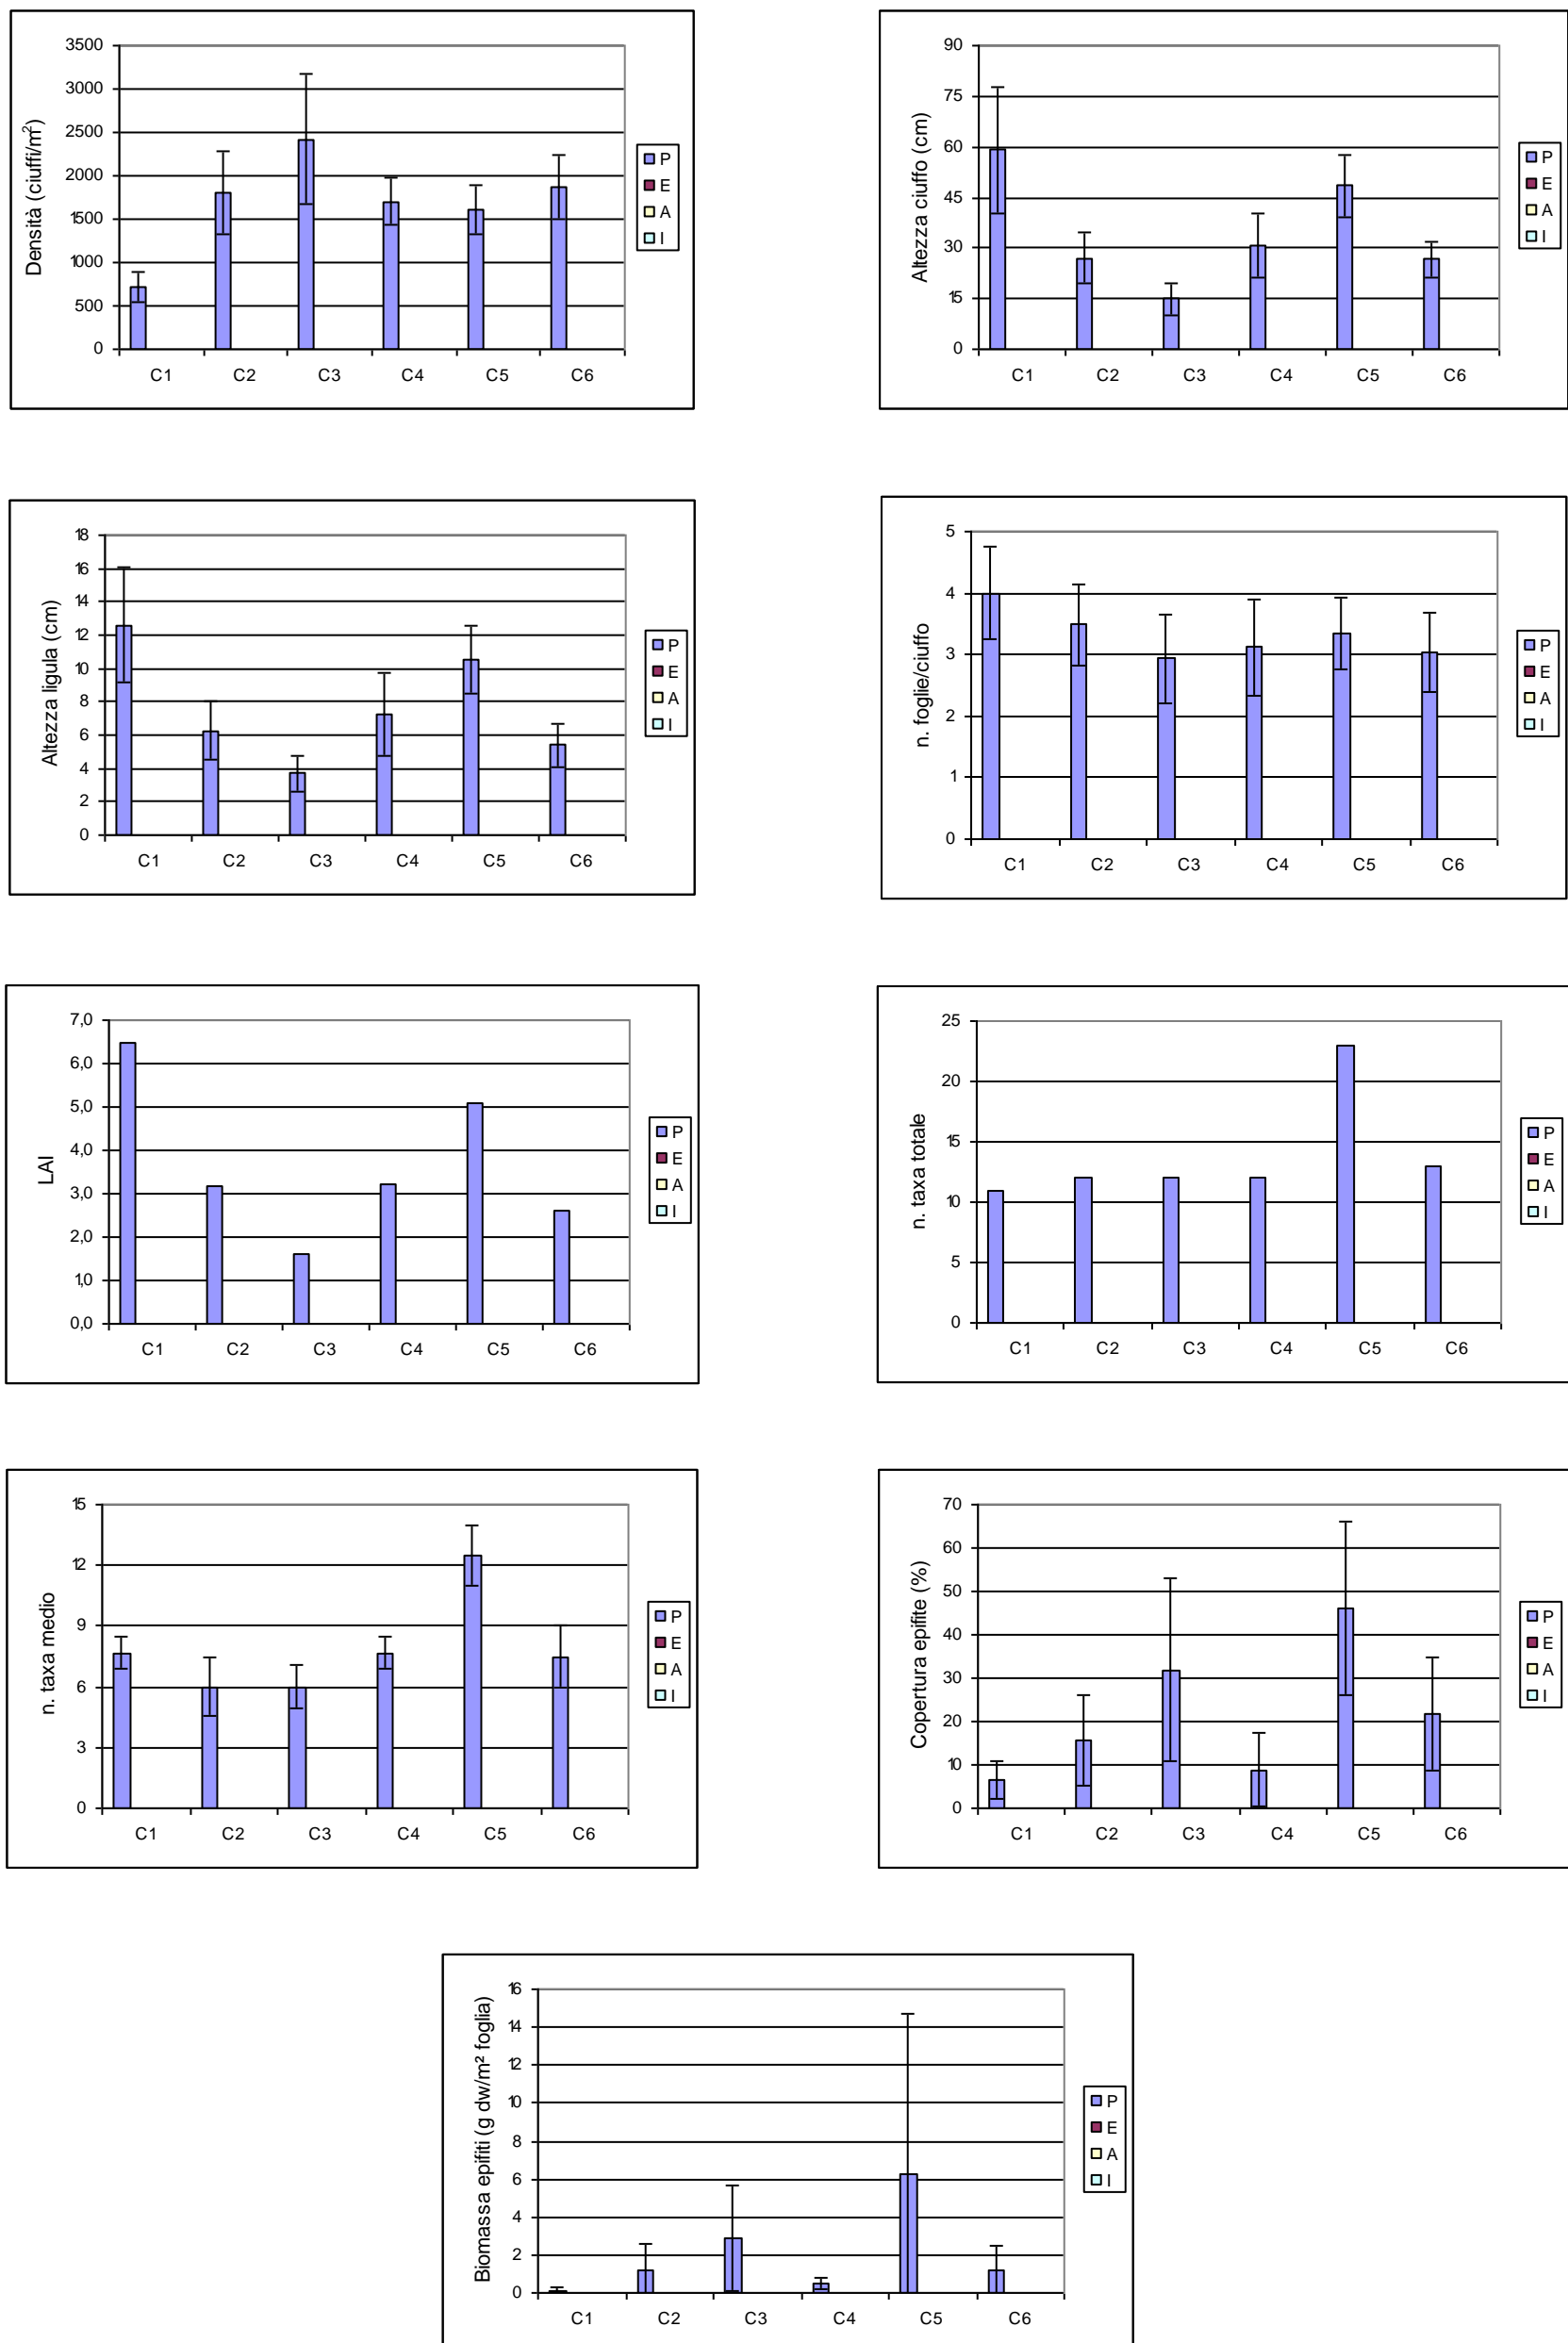 Densità (ciuffi/m²)
3500
3000
2500
2000
1500
1000
500
0
C1 C2 C3 C4 C5 C6
P
E
A
I
Altezza ciuffo (cm)
90
75
60
45
30
15
0
C1 C2 C3 C4 C5 C6
P
E
A
I
Altezza ligula (cm)
18
16
14
12
10
8
6
4
2
0
C1 C2 C3 C4 C5 C6
P
E
A
I
n. foglie/ciuffo
5
4
3
2
1
0
C1 C2 C3 C4 C5 C6
P
E
A
I
LAI
7,0
6,0
5,0
4,0
3,0
2,0
1,0
0,0
C1 C2 C3 C4 C5 C6
P
E
A
I
n. taxa totale
25
20
15
10
5
0
C1 C2 C3 C4 C5 C6
P
E
A
I
n. taxa medio
15
12
9
6
3
0
C1 C2 C3 C4 C5 C6
P
E
A
I
Copertura epifite (%)
70
60
50
40
30
20
10
0
C1 C2 C3 C4 C5 C6
P
E
A
I
Biomassa epifiti (g dw/m² foglia)
16
14
12
10
8
6
4
2
0
C1 C2 C3 C4 C5 C6
P
E
A
I